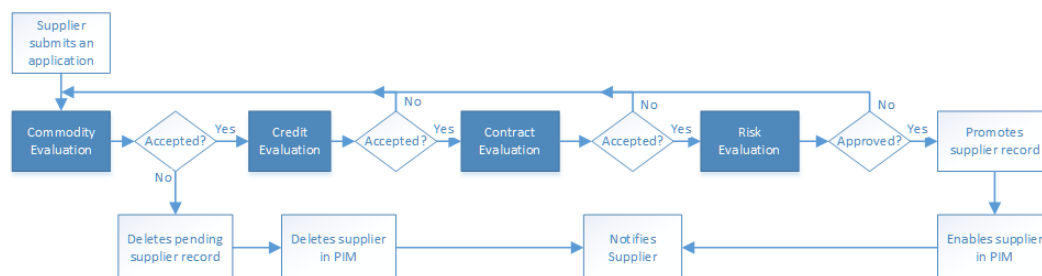 Supplier
submits an
application
No
No
No
Commodity
Evaluation
Accepted?
Yes
Credit
Evaluation
Accepted?
Yes
Contract
Evaluation
Accepted?
Yes
Risk
Evaluation
Approved?
Yes
Promotes
supplier record
No
Deletes pending
supplier record
Deletes supplier
in PIM
Notifies
Supplier
Enables supplier
in PIM